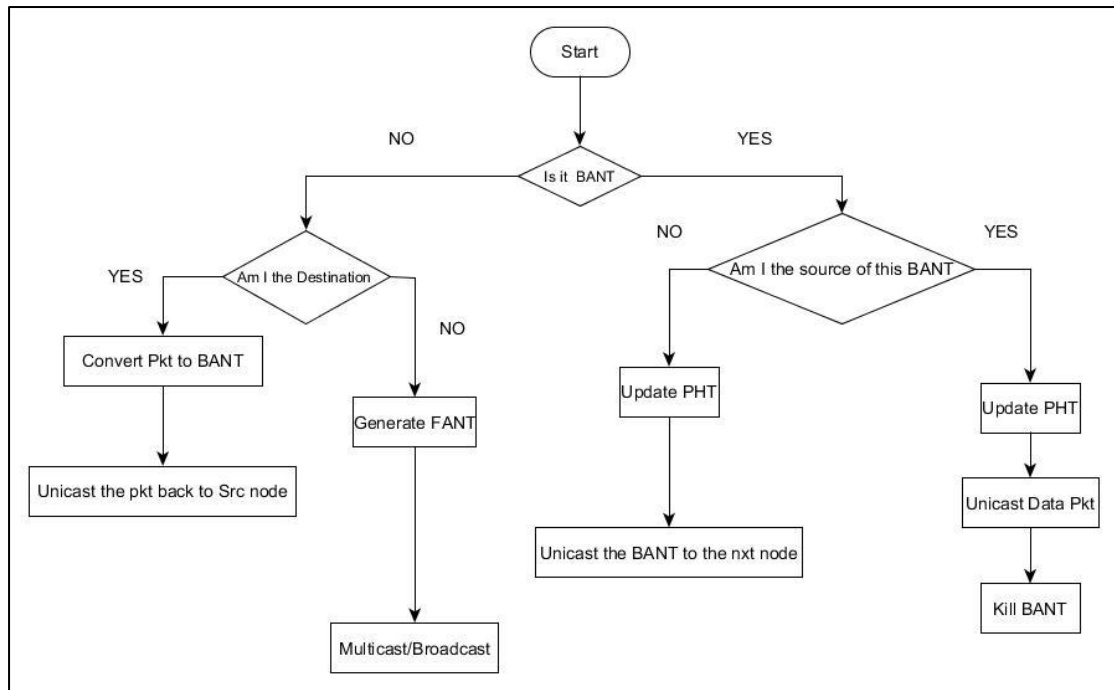 Start
NO
YES
Is it BANT
NO
YES
Am I the source of this BANT
YES
Am I the Destination
NO
Convert Pkt to BANT
Update PHT
Update PHT
Generate FANT
Unicast the pkt back to Src node
Unicast Data Pkt
Unicast the BANT to the nxt node
Kill BANT
Multicast/Broadcast